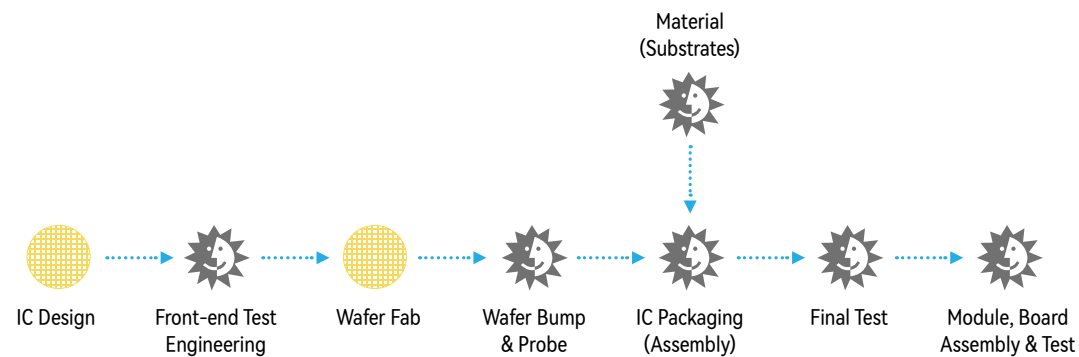 Material
(Substrates)
IC Design
Front-end Test
Engineering
Wafer Fab
Wafer Bump
& Probe
IC Packaging
(Assembly)
Final Test
Module, Board
Assembly & Test